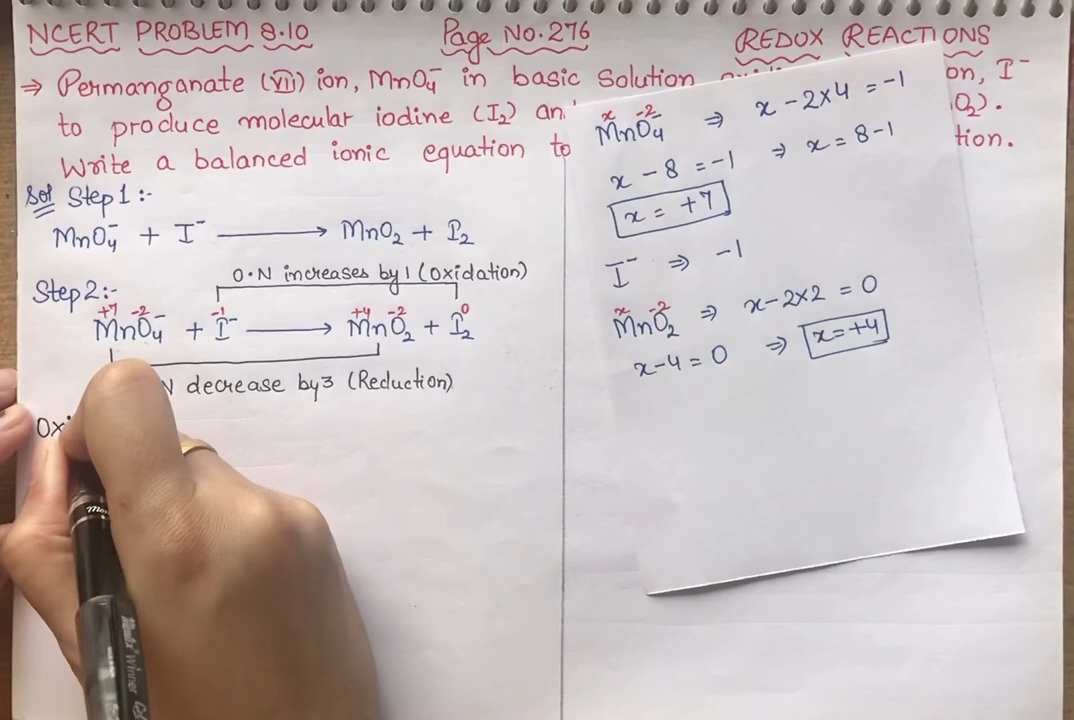 NCERT PROBLEM 8.10 Page No. 276 REDOX REACTIONS
⇒ Permanganate (VII) ion, MnO₄⁻ in basic solution on, I⁻
to produce molecular iodine (I₂) an O₂).
Write a balanced ionic equation to tion.
Sol Step 1:-
MnO₄⁻ + I⁻ ⟶ MnO₂ + I₂
O.N increases by 1 (Oxidation)
Step 2:-
+7 -2 -1 +4 -2 0
MnO₄⁻ + I⁻ ⟶ MnO₂ + I₂
N decrease by 3 (Reduction)
Oxi
x -2
MnO₄⁻ ⇒ x - 2×4 = -1
x - 8 = -1 ⇒ x = 8-1
x = +7
I⁻ ⇒ -1
x -2
MnO₂ ⇒ x - 2×2 = 0
x - 4 = 0 ⇒ x = +4